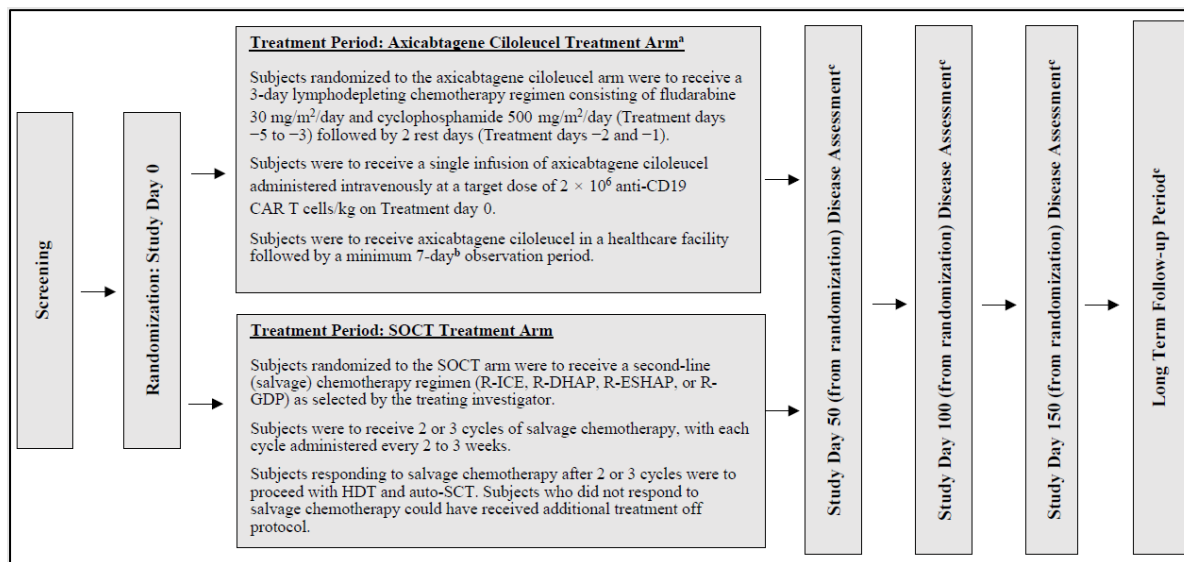 Screening
Randomization: Study Day 0
Treatment Period: Axicabtagene Ciloleucel Treatment Armᵃ
Subjects randomized to the axicabtagene ciloleucel arm were to receive a
3-day lymphodepleting chemotherapy regimen consisting of fludarabine
30 mg/m²/day and cyclophosphamide 500 mg/m²/day (Treatment days
−5 to −3) followed by 2 rest days (Treatment days −2 and −1).
Subjects were to receive a single infusion of axicabtagene ciloleucel
administered intravenously at a target dose of 2 × 10⁶ anti-CD19
CAR T cells/kg on Treatment day 0.
Subjects were to receive axicabtagene ciloleucel in a healthcare facility
followed by a minimum 7-dayᵇ observation period.
Treatment Period: SOCT Treatment Arm
Subjects randomized to the SOCT arm were to receive a second-line
(salvage) chemotherapy regimen (R-ICE, R-DHAP, R-ESHAP, or R-
GDP) as selected by the treating investigator.
Subjects were to receive 2 or 3 cycles of salvage chemotherapy, with each
cycle administered every 2 to 3 weeks.
Subjects responding to salvage chemotherapy after 2 or 3 cycles were to
proceed with HDT and auto-SCT. Subjects who did not respond to
salvage chemotherapy could have received additional treatment off
protocol.
Study Day 50 (from randomization) Disease Assessmentᶜ
Study Day 100 (from randomization) Disease Assessmentᶜ
Study Day 150 (from randomization) Disease Assessmentᶜ
Long Term Follow-up Periodᶜ